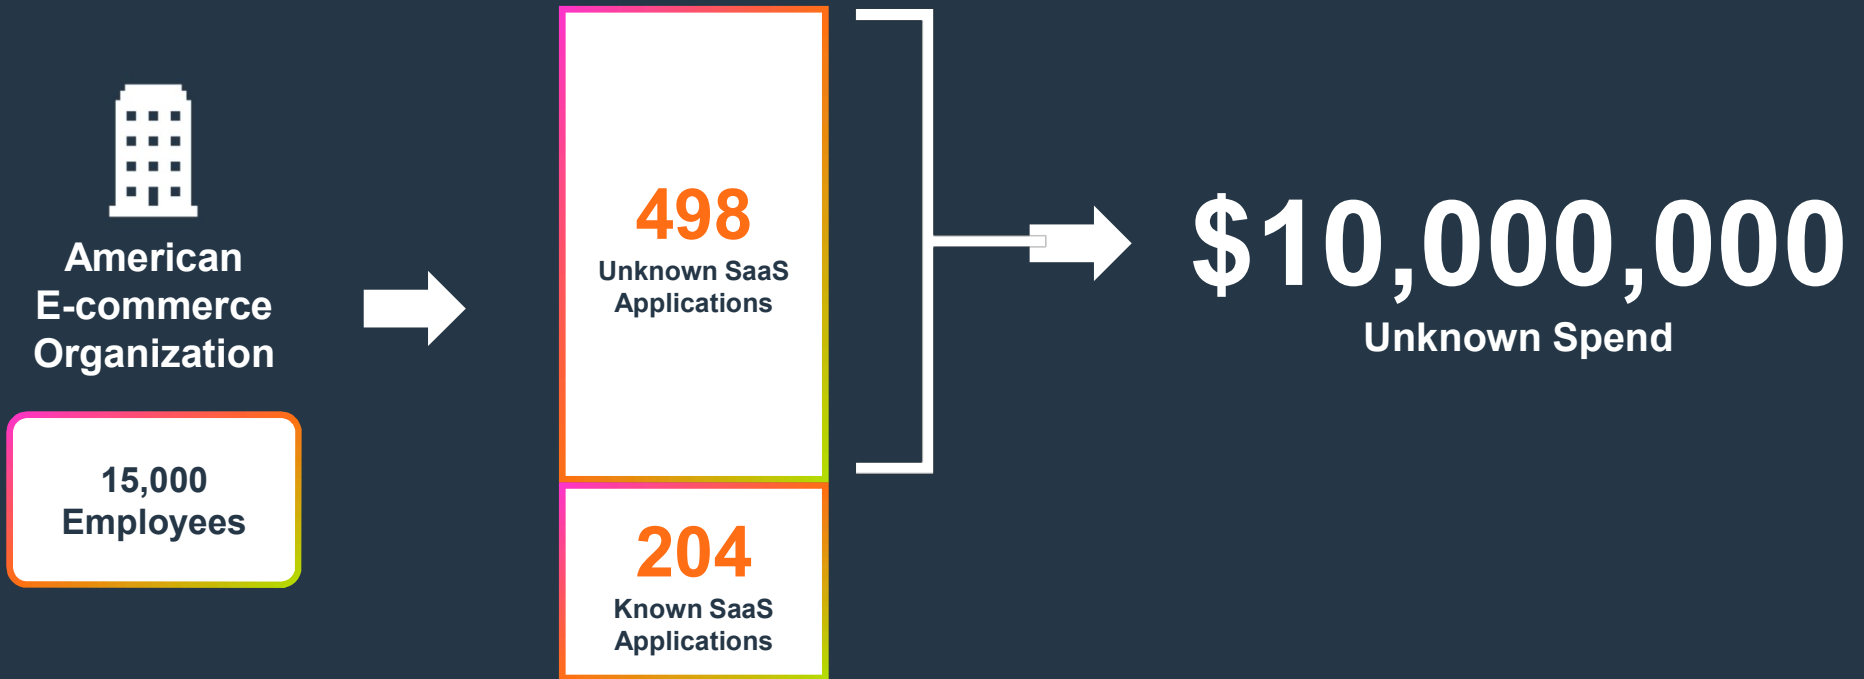 American
E-commerce
Organization
15,000
Employees
498
Unknown SaaS
Applications
204
Known SaaS
Applications
$10,000,000
Unknown Spend